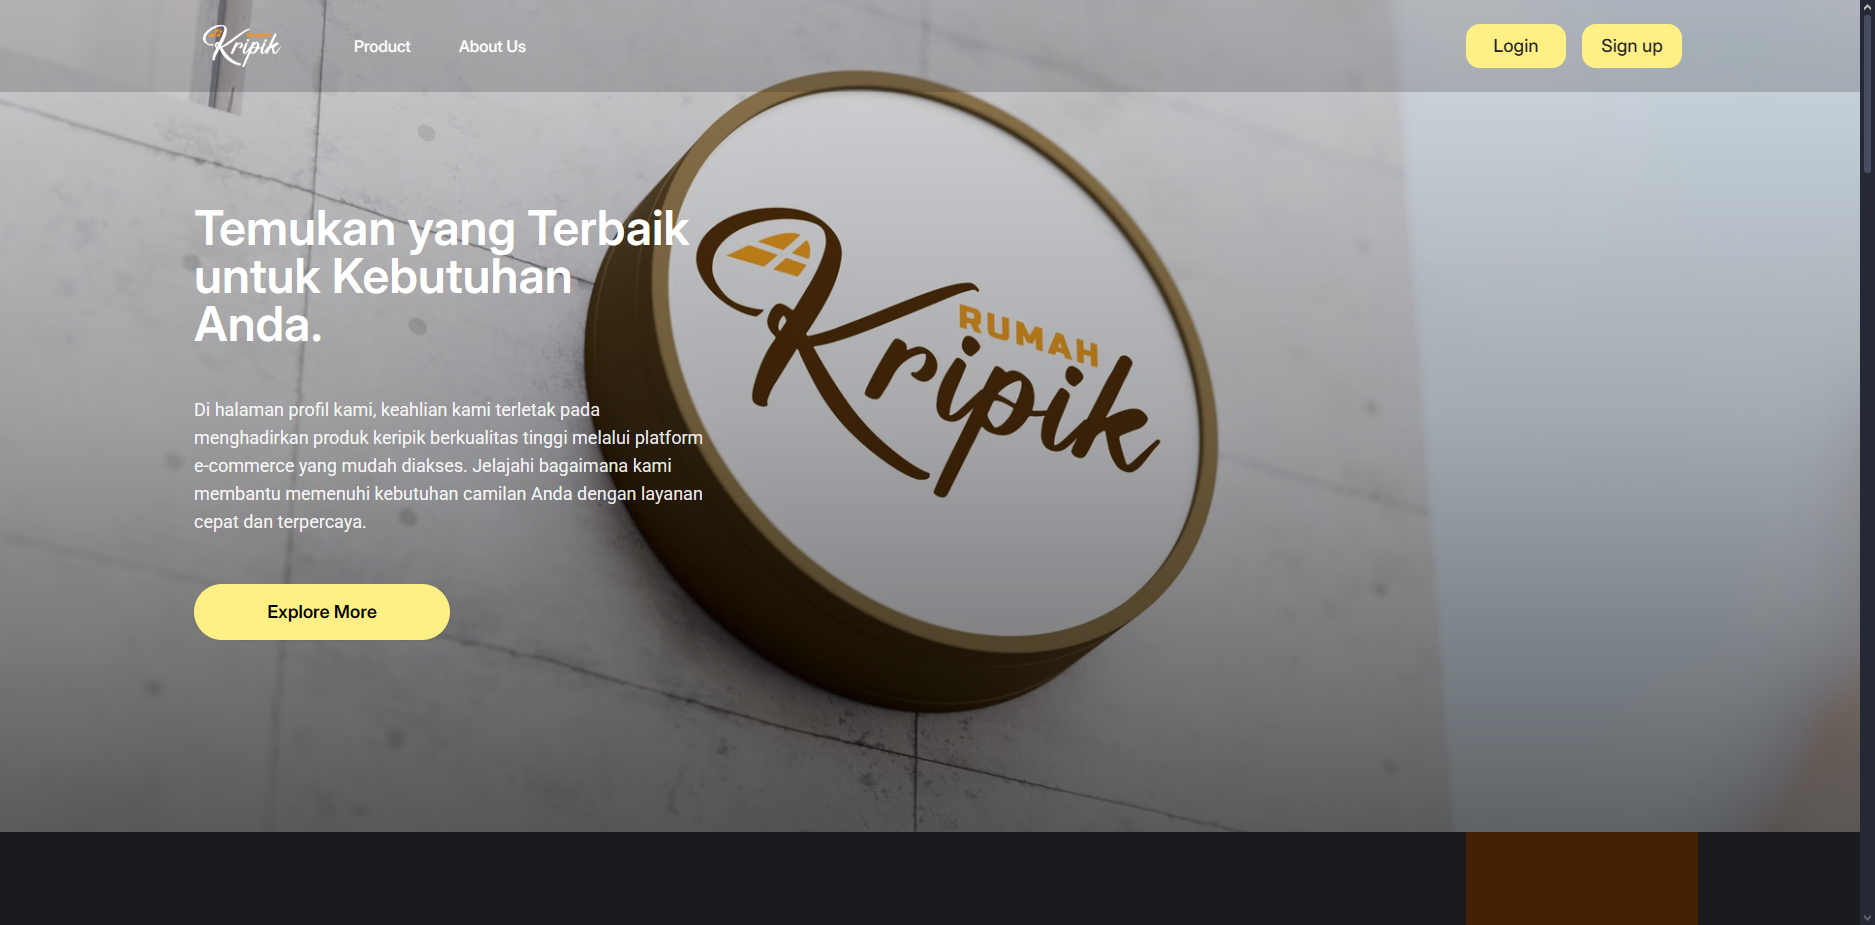 Kripik
Product
About Us
Login
Sign up
Temukan yang Terbaik
untuk Kebutuhan
Anda.
RUMAH
Kripik
Di halaman profil kami, keahlian kami terletak pada
menghadirkan produk keripik berkualitas tinggi melalui platform
e-commerce yang mudah diakses. Jelajahi bagaimana kami
membantu memenuhi kebutuhan camilan Anda dengan layanan
cepat dan terpercaya.
Explore More